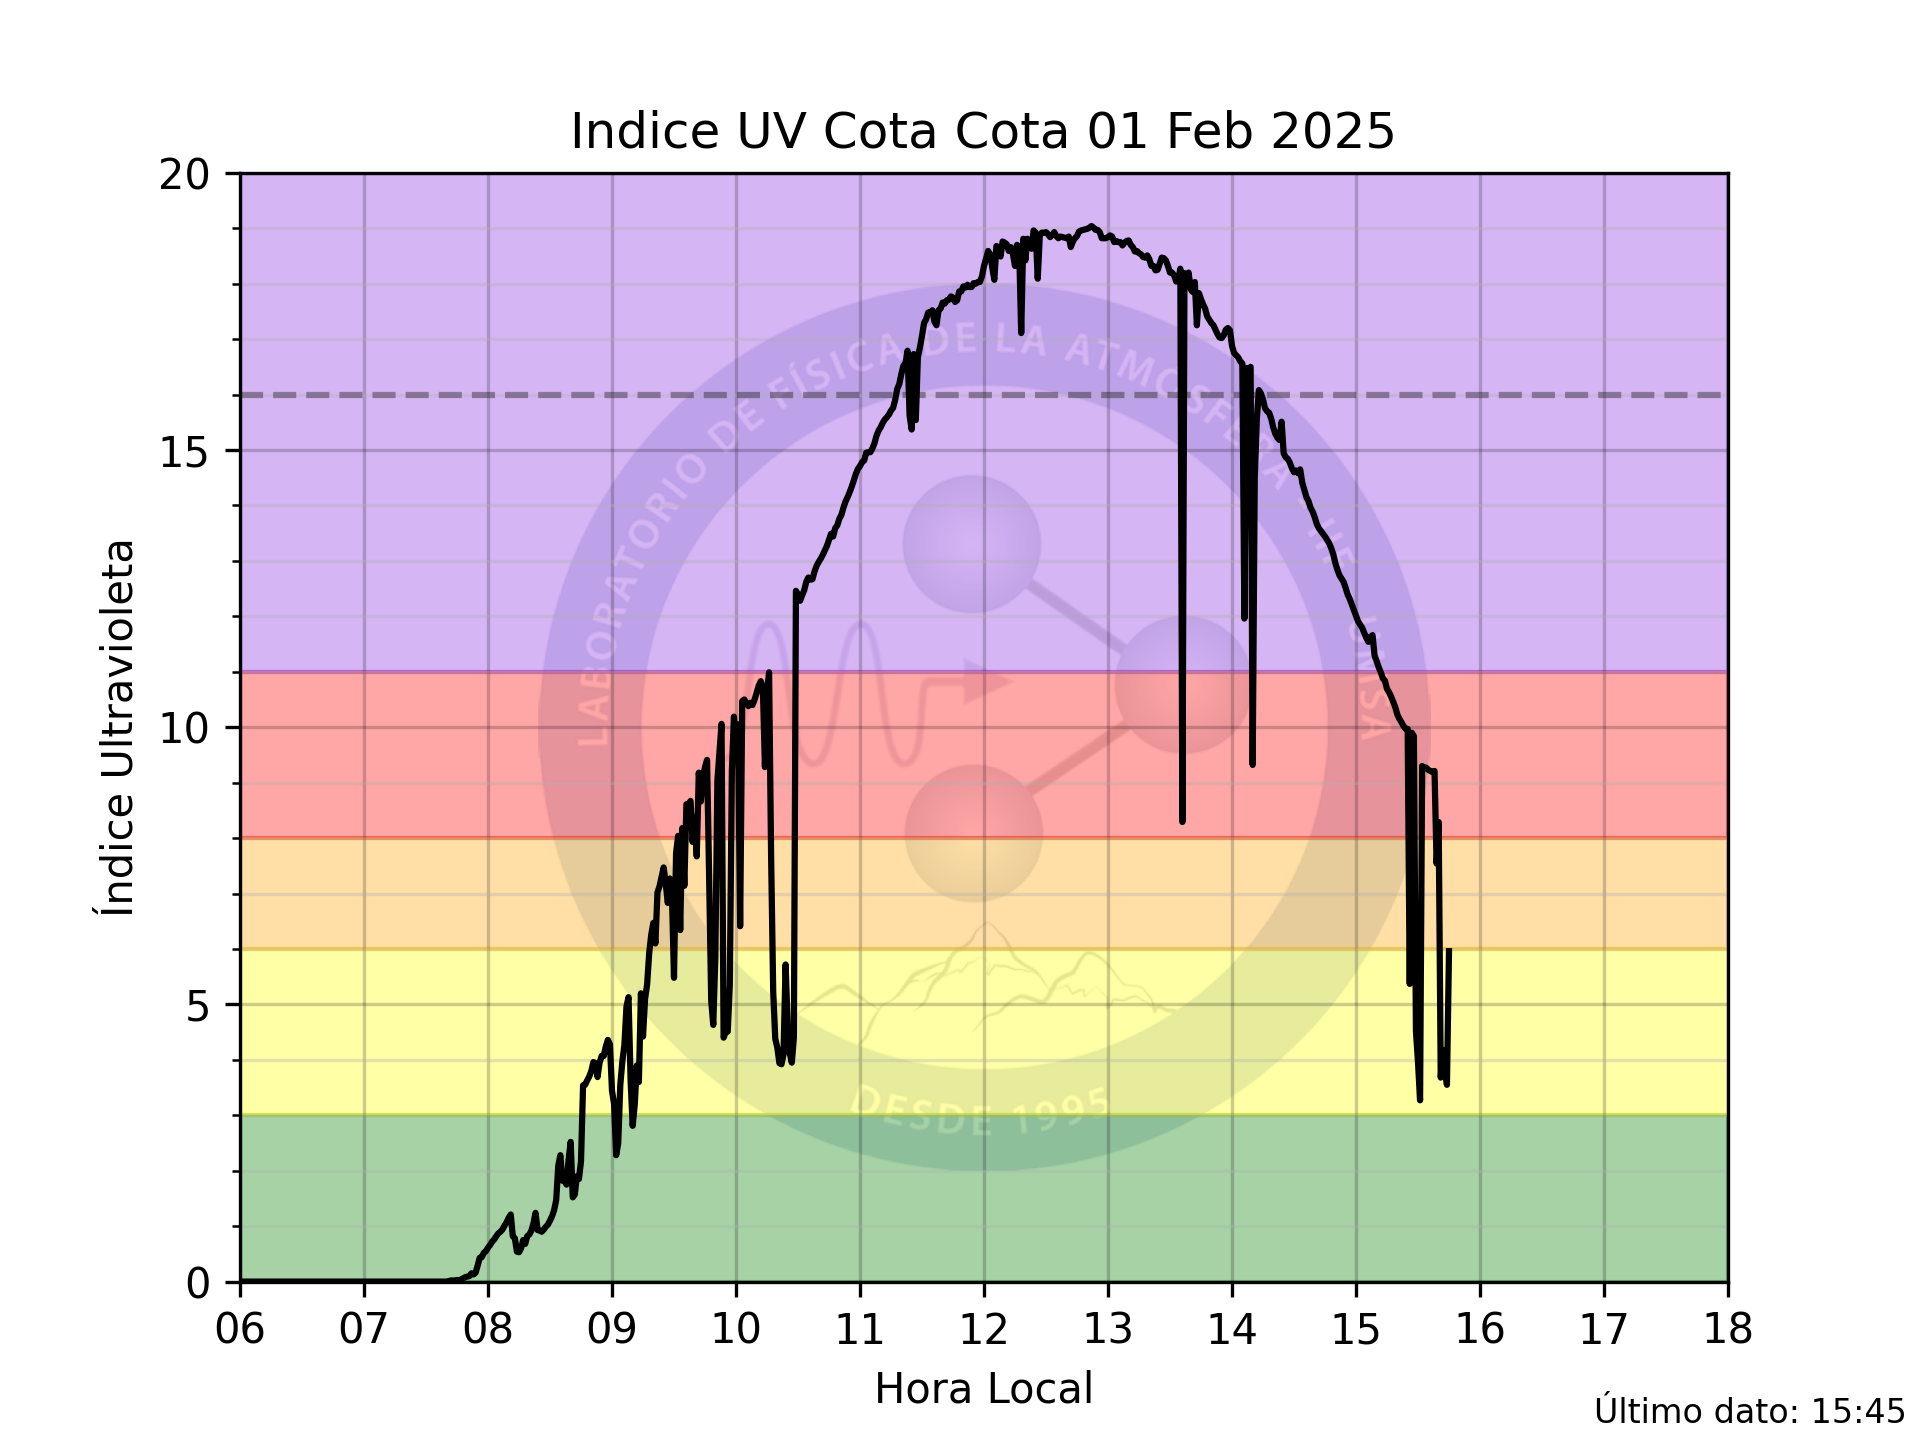 Indice UV Cota Cota 01 Feb 2025
20
15
10
5
0
Índice Ultravioleta
LABORATORIO DE FÍSICA DE LA ATMOSFERA
UMSA
DESDE 1995
06 07 08 09 10 11 12 13 14 15 16 17 18
Hora Local
Último dato: 15:45